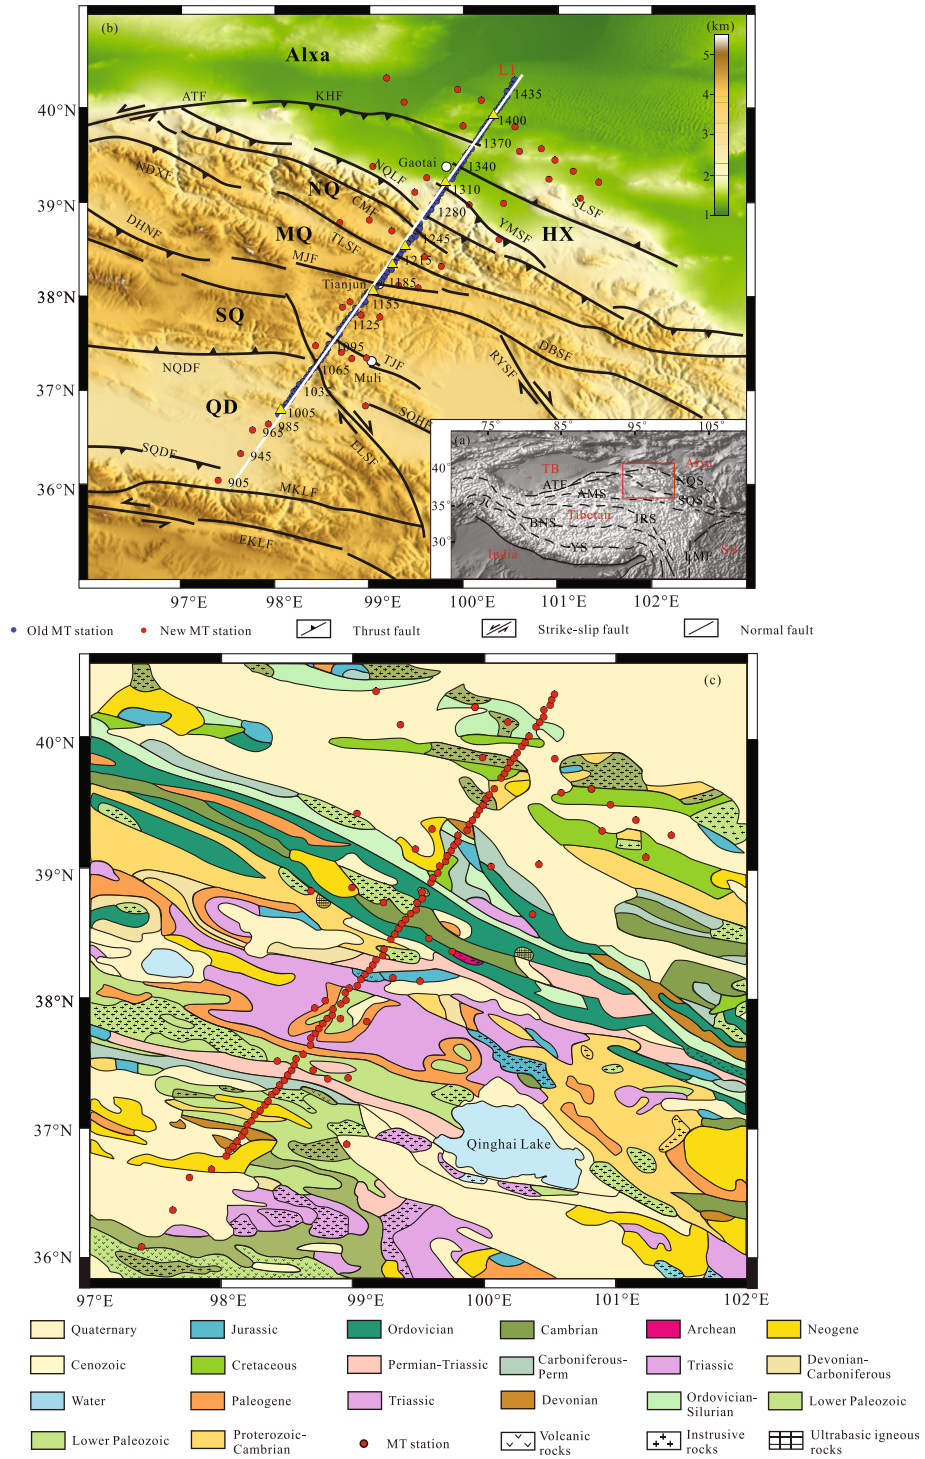 (b)
(km)
Alxa
5
L1
1435
40°N
ATF
KHF
4
1400
1370
3
NQLF
Gaotai
1340
NDXF
2
NQ
1310
SLSF
39°N
CMF
1280
1
DHNF
MQ
TLSF
YMSF
HX
1245
MJF
1215
Tianjun
1185
38°N
1155
SQ
1125
1095
DBSF
NQDF
1065
TJF
RYSF
Muli
37°N
1035
QD
1005
SQHF
985
965
75°
85°
95°
105°
(a)
SQDF
945
ELSF
40°
TB
Alxa
ATF
NQS
36°N
905
AMS
SQS
MKLF
35°
Tibetan
JRS
BNS
30°
EKLF
India
YS
LMF
97°E
98°E
99°E
100°E
101°E
102°E
Old MT station
New MT station
Thrust fault
Strike-slip fault
Normal fault
(c)
40°N
39°N
38°N
37°N
Qinghai Lake
36°N
97°E
98°E
99°E
100°E
101°E
102°E
Quaternary
Jurassic
Ordovician
Cambrian
Archean
Neogene
Cenozoic
Cretaceous
Permian-Triassic
Carboniferous-
Perm
Triassic
Devonian-
Carboniferous
Water
Paleogene
Triassic
Devonian
Ordovician-
Silurian
Lower Paleozoic
Lower Paleozoic
Proterozoic-
Cambrian
MT station
Volcanic
rocks
Instrusive
rocks
Ultrabasic igneous
rocks